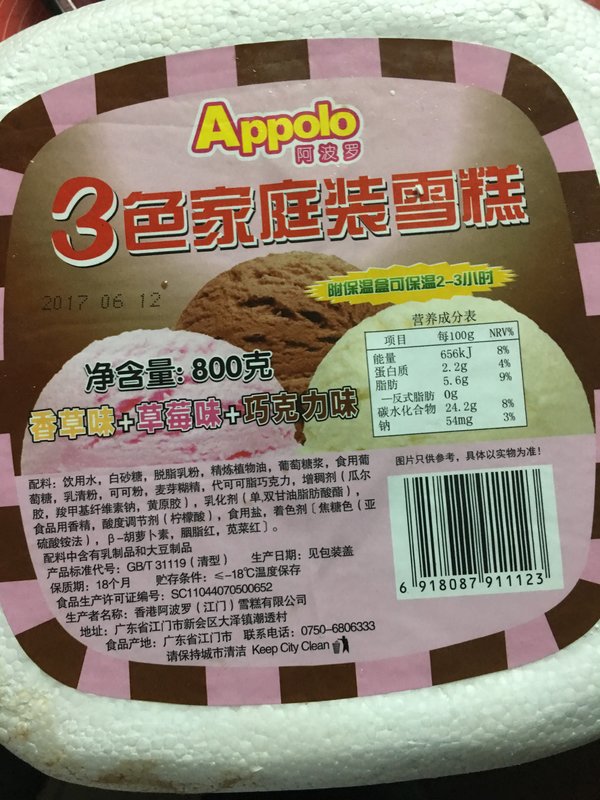 Appolo
阿波罗
3色家庭装雪糕
附保温盒可保温2-3小时
2017 06 12
净含量: 800克
香草味+草莓味+巧克力味
营养成分表
项目 每100g NRV%
能量 656kJ 8%
蛋白质 2.2g 4%
脂肪 5.6g 9%
—反式脂肪 0g
碳水化合物 24.2g 8%
钠 54mg 3%
图片只供参考，具体以实物为准！
配料：饮用水，白砂糖，脱脂乳粉，精炼植物油，葡萄糖浆，食用葡
萄糖，乳清粉，可可粉，麦芽糊精，代可可脂巧克力，增稠剂（瓜尔
胶，羧甲基纤维素钠，黄原胶），乳化剂（单,双甘油脂肪酸酯），
食品用香精，酸度调节剂（柠檬酸），食用盐，着色剂〔焦糖色（亚
硫酸铵法），β-胡萝卜素，胭脂红，苋菜红〕。
配料中含有乳制品和大豆制品
产品标准代号：GB/T 31119（清型） 生产日期：见包装盖
保质期：18个月 贮存条件：≤-18℃温度保存
食品生产许可证编号：SC11044070500652
生产者名称：香港阿波罗（江门）雪糕有限公司
地址：广东省江门市新会区大泽镇潮透村
食品产地：广东省江门市 联系电话：0750-6806333
请保持城市清洁 Keep City Clean
6 918087 911123